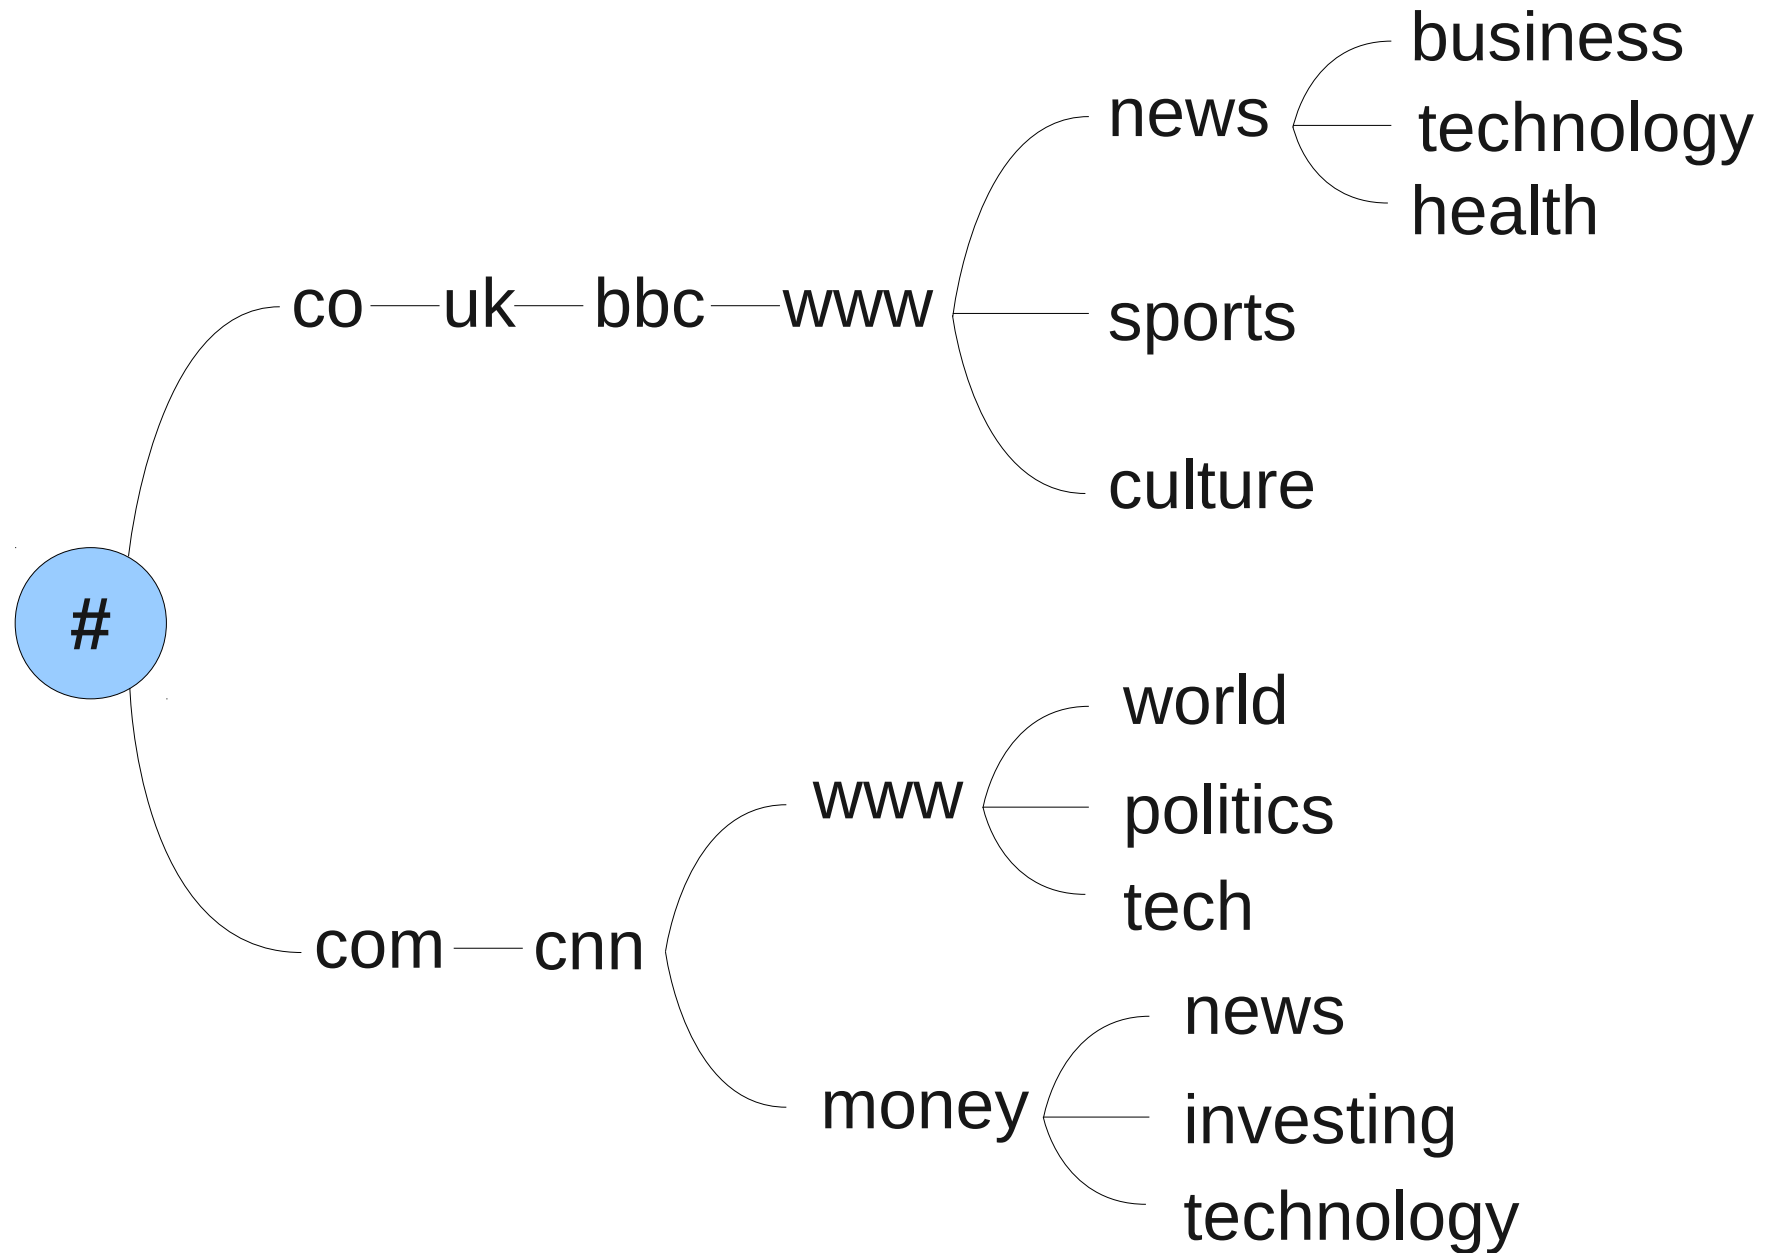 business
news
technology
health
co uk bbc www
sports
culture
#
world
www
politics
tech
com cnn
news
money
investing
technology